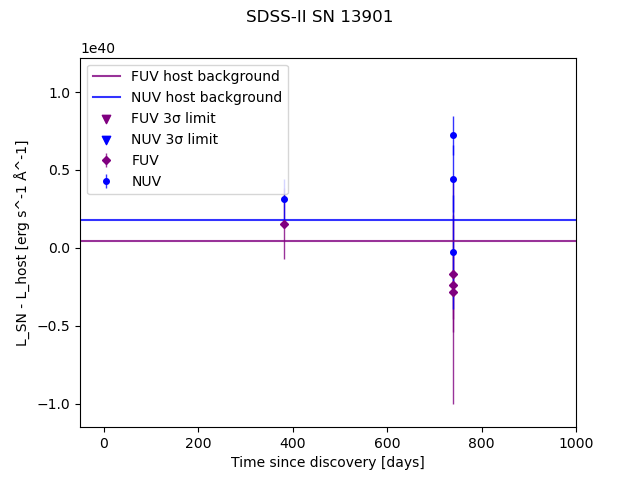 SDSS-II SN 13901
1e40
FUV host background
NUV host background
FUV 3σ limit
NUV 3σ limit
FUV
NUV
1.0
0.5
0.0
−0.5
−1.0
L_SN - L_host [erg s^-1 Å^-1]
0
200
400
600
800
1000
Time since discovery [days]